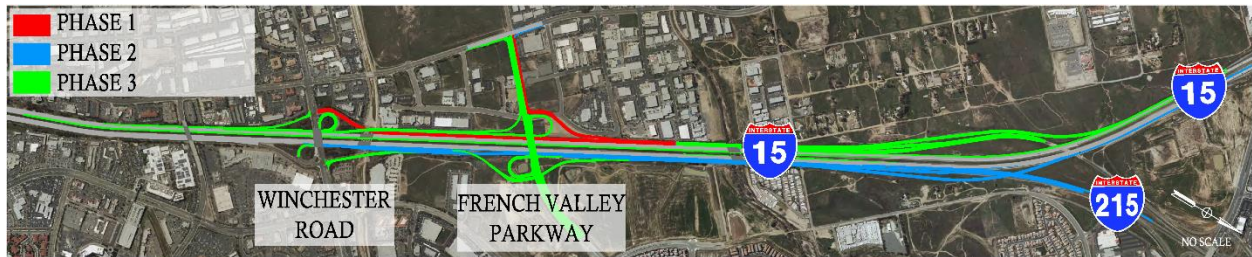 PHASE 1
PHASE 2
PHASE 3
WINCHESTER
ROAD
FRENCH VALLEY
PARKWAY
INTERSTATE
15
INTERSTATE
15
INTERSTATE
215
NO SCALE